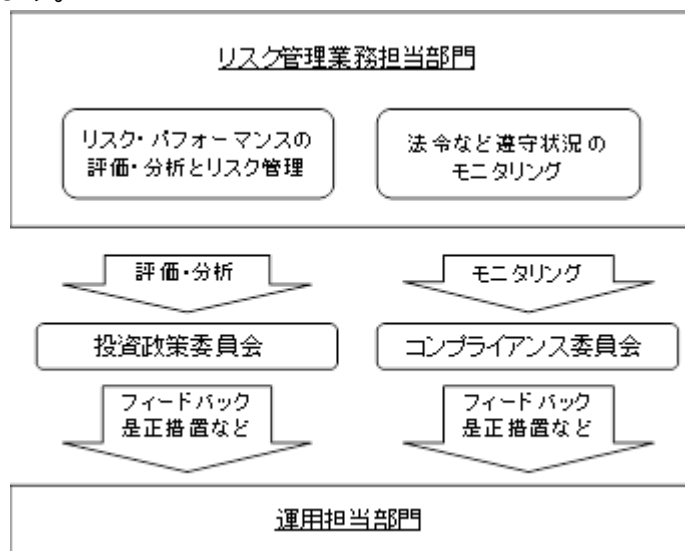 リスク管理業務担当部門
リスク・パフォーマンスの
評価・分析とリスク管理
法令など遵守状況の
モニタリング
評価・分析
モニタリング
投資政策委員会
コンプライアンス委員会
フィードバック
是正措置など
フィードバック
是正措置など
運用担当部門